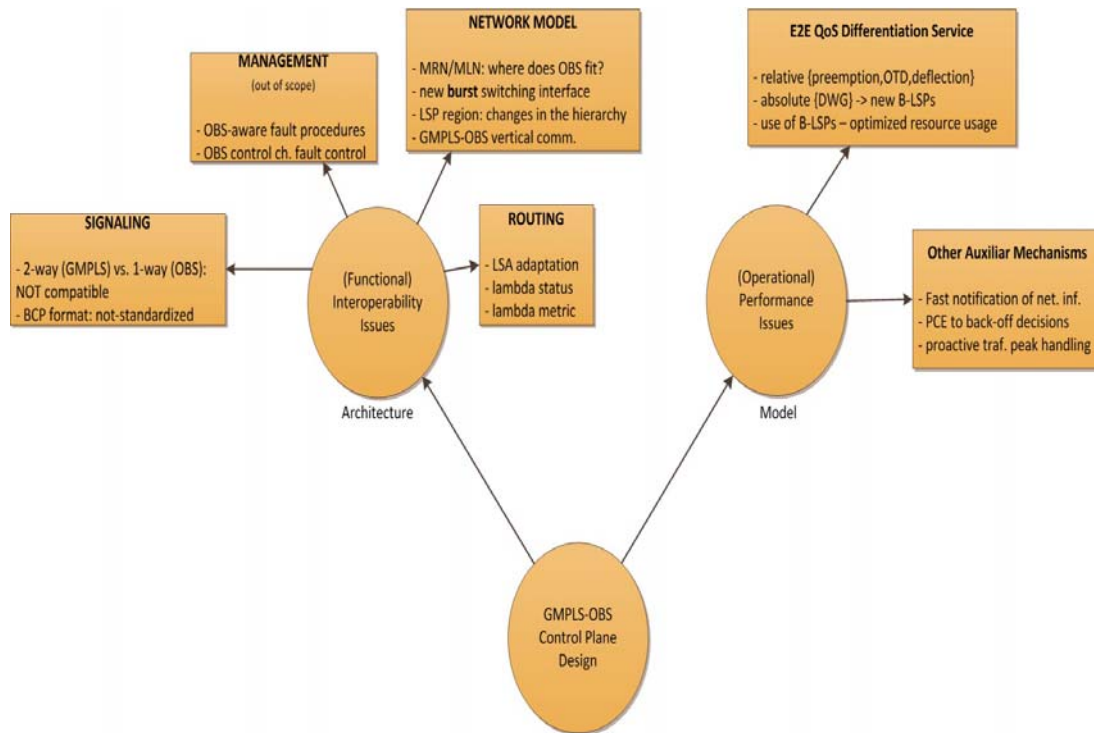 NETWORK MODEL
- MRN/MLN: where does OBS fit?
- new burst switching interface
- LSP region: changes in the hierarchy
- GMPLS-OBS vertical comm.
MANAGEMENT
(out of scope)
- OBS-aware fault procedures
- OBS control ch. fault control
SIGNALING
- 2-way (GMPLS) vs. 1-way (OBS):
NOT compatible
- BCP format: not-standardized
ROUTING
- LSA adaptation
- lambda status
- lambda metric
(Functional)
Interoperability
Issues
Architecture
E2E QoS Differentiation Service
- relative {preemption,OTD,deflection}
- absolute {DWG} -> new B-LSPs
- use of B-LSPs – optimized resource usage
Other Auxiliar Mechanisms
- Fast notification of net. inf.
- PCE to back-off decisions
- proactive traf. peak handling
(Operational)
Performance
Issues
Model
GMPLS-OBS
Control Plane
Design